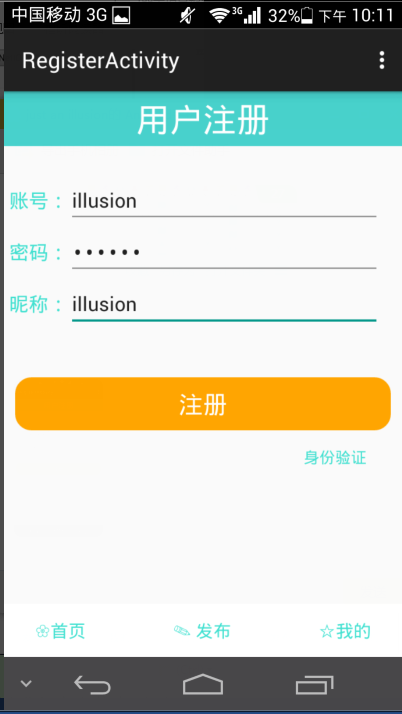 中国移动 3G 3G 32% 下午 10:11
RegisterActivity
用户注册
账号：illusion
密码：••••••
昵称：illusion
注册
身份验证
首页 发布 ☆我的